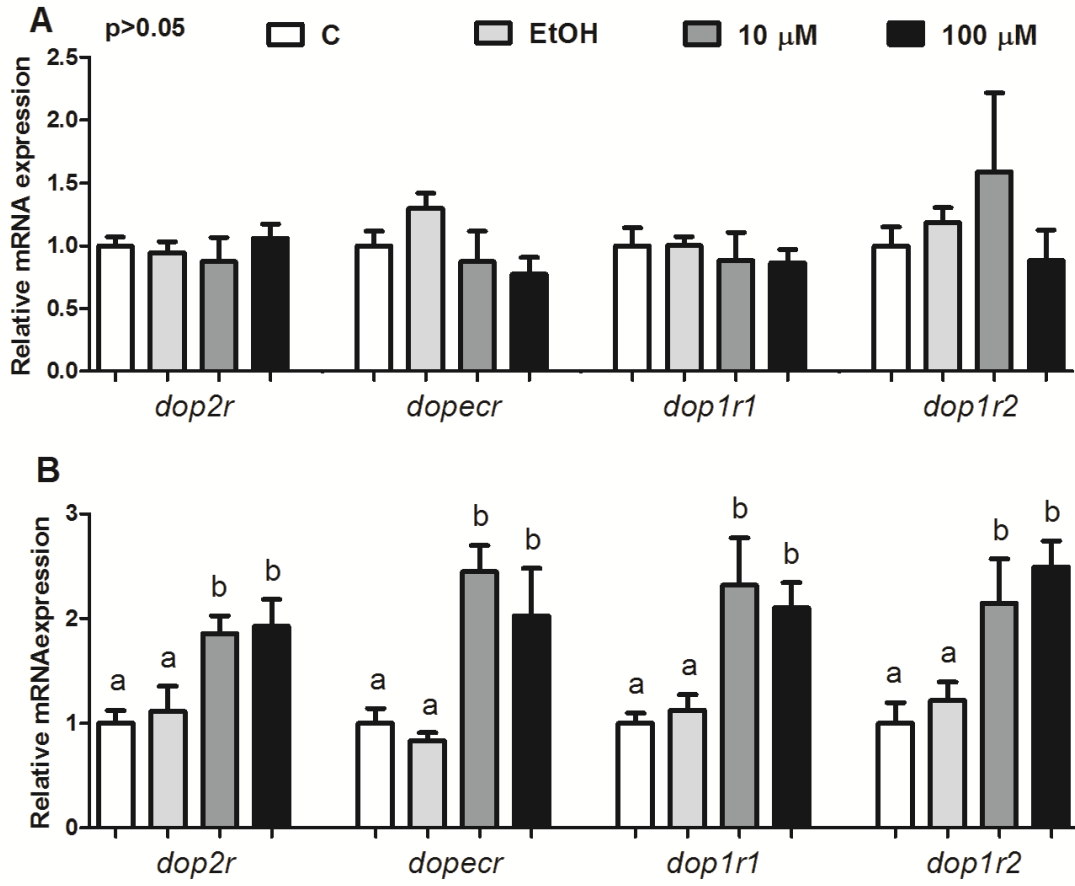 A p>0.05 C EtOH 10 μM 100 μM
Relative mRNA expression
2.5
2.0
1.5
1.0
0.5
0.0
dop2r dopecr dop1r1 dop1r2
B
Relative mRNAexpression
3
2
1
0
a a b b a a b b a a b b a a b b
dop2r dopecr dop1r1 dop1r2